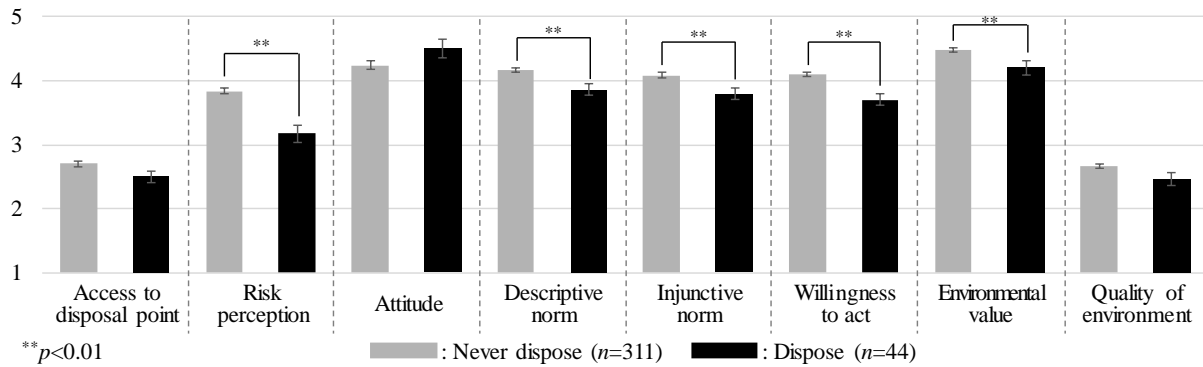 5
4
3
2
1
**
**
**
**
**
Access to
disposal point
Risk
perception
Attitude
Descriptive
norm
Injunctive
norm
Willingness
to act
Environmental
value
Quality of
environment
**p<0.01
: Never dispose (n=311)
: Dispose (n=44)